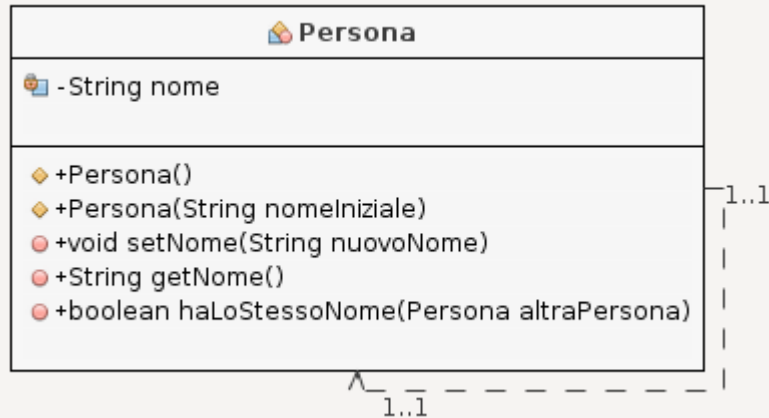 Persona
-String nome
+Persona()
+Persona(String nomeIniziale)
+void setNome(String nuovoNome)
+String getNome()
+boolean haLoStessoNome(Persona altraPersona)
1..1
1..1